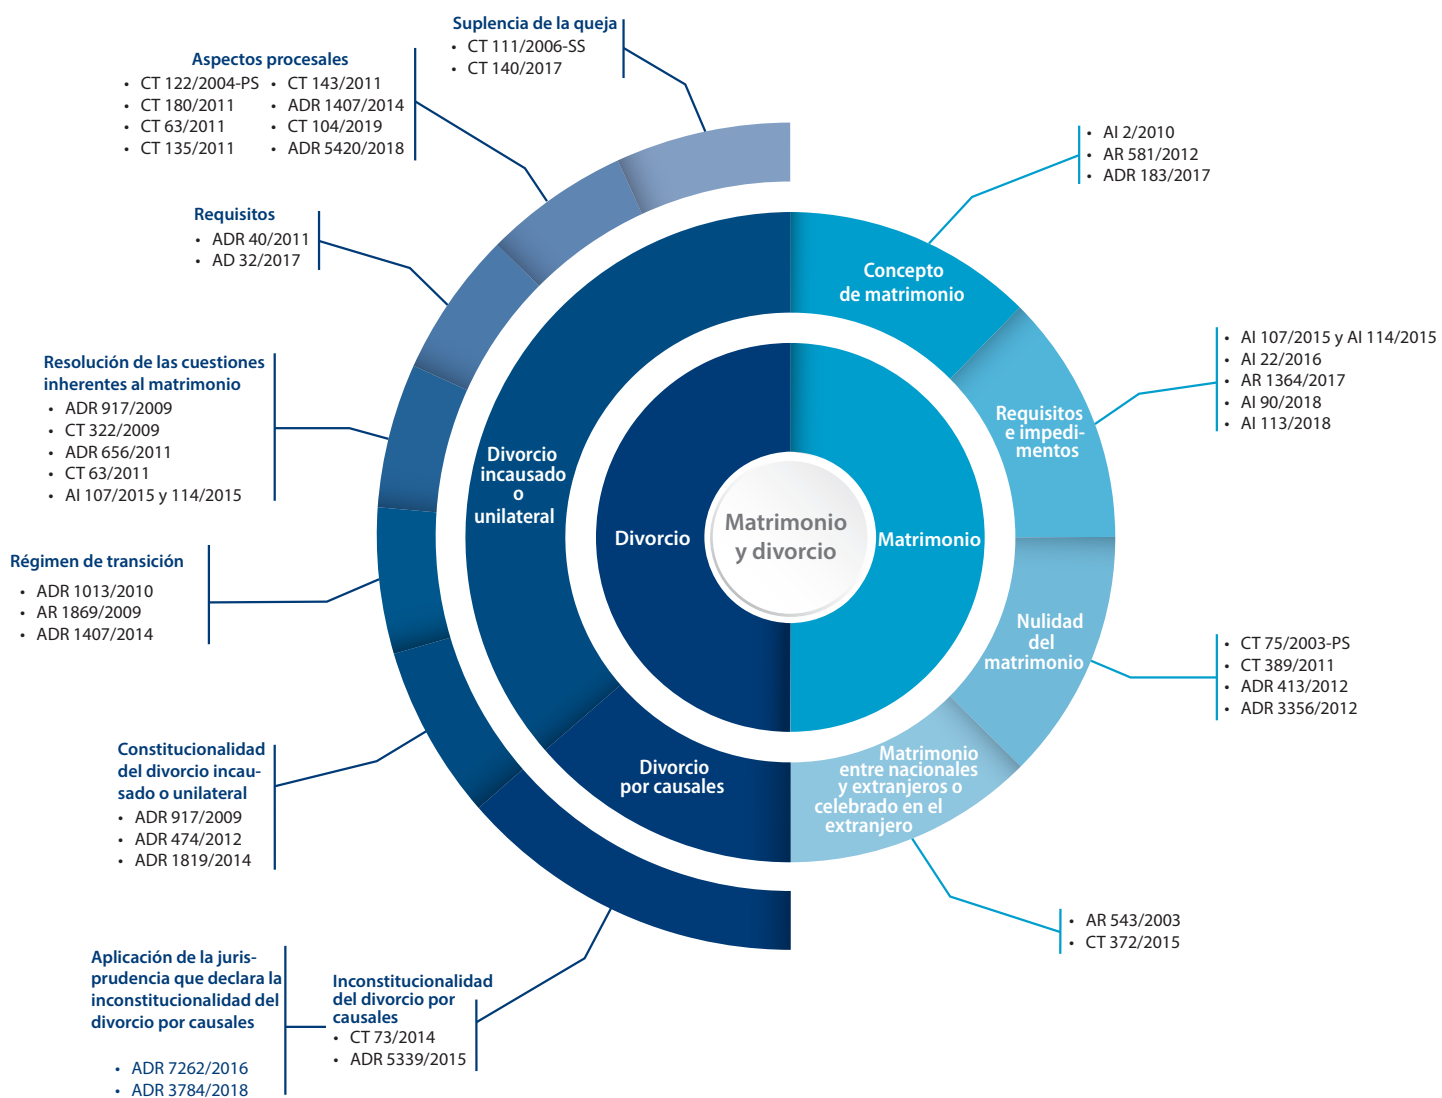 Suplencia de la queja
• CT 111/2006-SS
• CT 140/2017
Aspectos procesales
• CT 122/2004-PS
• CT 180/2011
• CT 63/2011
• CT 135/2011
• CT 143/2011
• ADR 1407/2014
• CT 104/2019
• ADR 5420/2018
Requisitos
• ADR 40/2011
• AD 32/2017
Resolución de las cuestiones
inherentes al matrimonio
• ADR 917/2009
• CT 322/2009
• ADR 656/2011
• CT 63/2011
• AI 107/2015 y 114/2015
Régimen de transición
• ADR 1013/2010
• AR 1869/2009
• ADR 1407/2014
Constitucionalidad
del divorcio incau-
sado o unilateral
• ADR 917/2009
• ADR 474/2012
• ADR 1819/2014
Aplicación de la juris-
prudencia que declara la
inconstitucionalidad del
divorcio por causales
• ADR 7262/2016
• ADR 3784/2018
Inconstitucionalidad
del divorcio por
causales
• CT 73/2014
• ADR 5339/2015
Divorcio
incausado
o
unilateral
Divorcio
por causales
Divorcio
Matrimonio
y divorcio
Matrimonio
Concepto
de matrimonio
Requisitos
e impedi-
mentos
Nulidad
del
matrimonio
Matrimonio
entre nacionales
y extranjeros o
celebrado en el
extranjero
• AI 2/2010
• AR 581/2012
• ADR 183/2017
• AI 107/2015 y AI 114/2015
• AI 22/2016
• AR 1364/2017
• AI 90/2018
• AI 113/2018
• CT 75/2003-PS
• CT 389/2011
• ADR 413/2012
• ADR 3356/2012
• AR 543/2003
• CT 372/2015